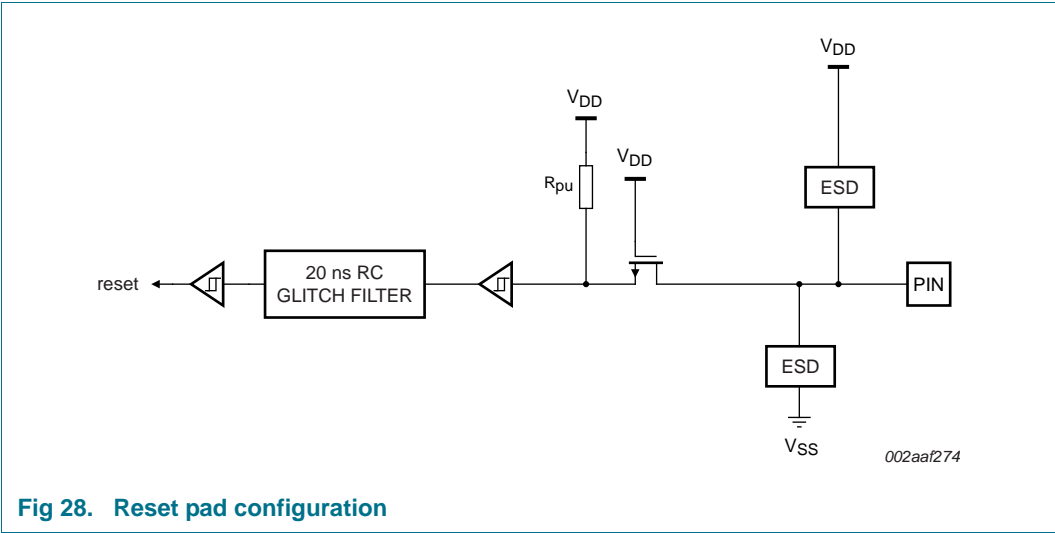 VDD
VDD
VDD
Rpu
ESD
reset
20 ns RC
GLITCH FILTER
PIN
ESD
VSS
002aaf274
Fig 28. Reset pad configuration